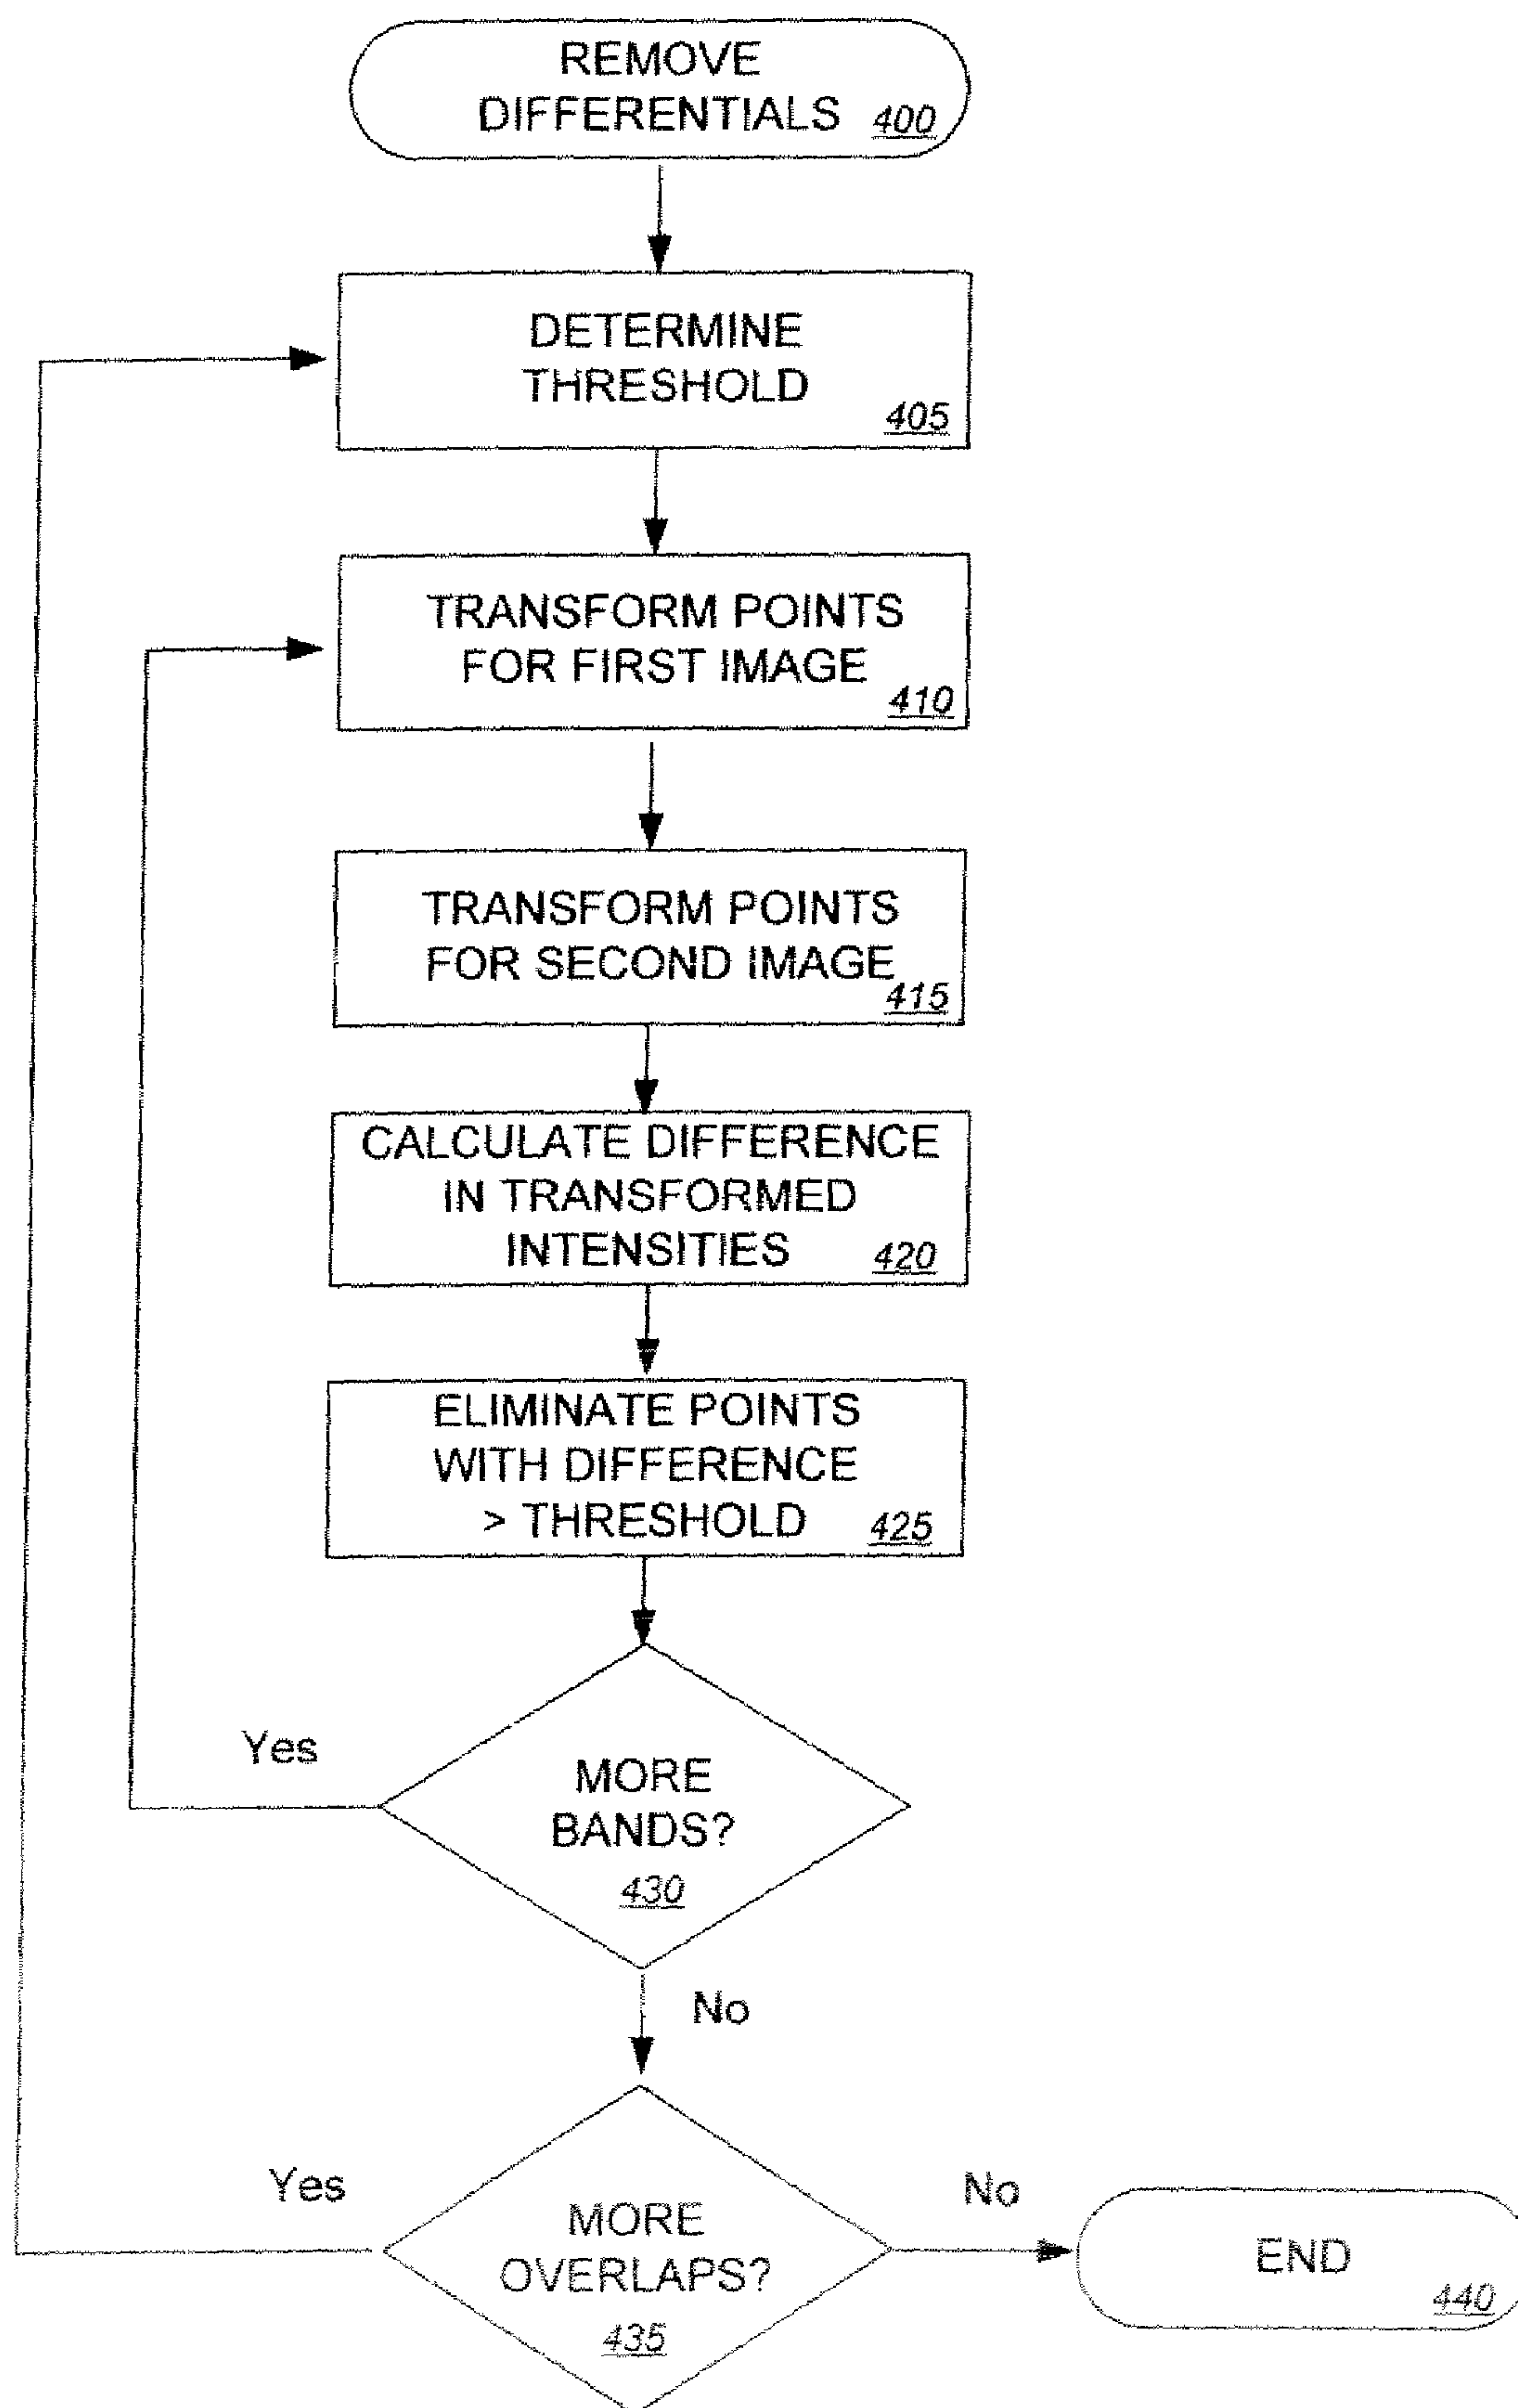 REMOVE
DIFFERENTIALS 400
DETERMINE
THRESHOLD
405
TRANSFORM POINTS
FOR FIRST IMAGE
410
TRANSFORM POINTS
FOR SECOND IMAGE
415
CALCULATE DIFFERENCE
IN TRANSFORMED
INTENSITIES 420
ELIMINATE POINTS
WITH DIFFERENCE
> THRESHOLD 425
Yes
MORE
BANDS?
430
No
Yes
MORE
OVERLAPS?
435
No
END
440